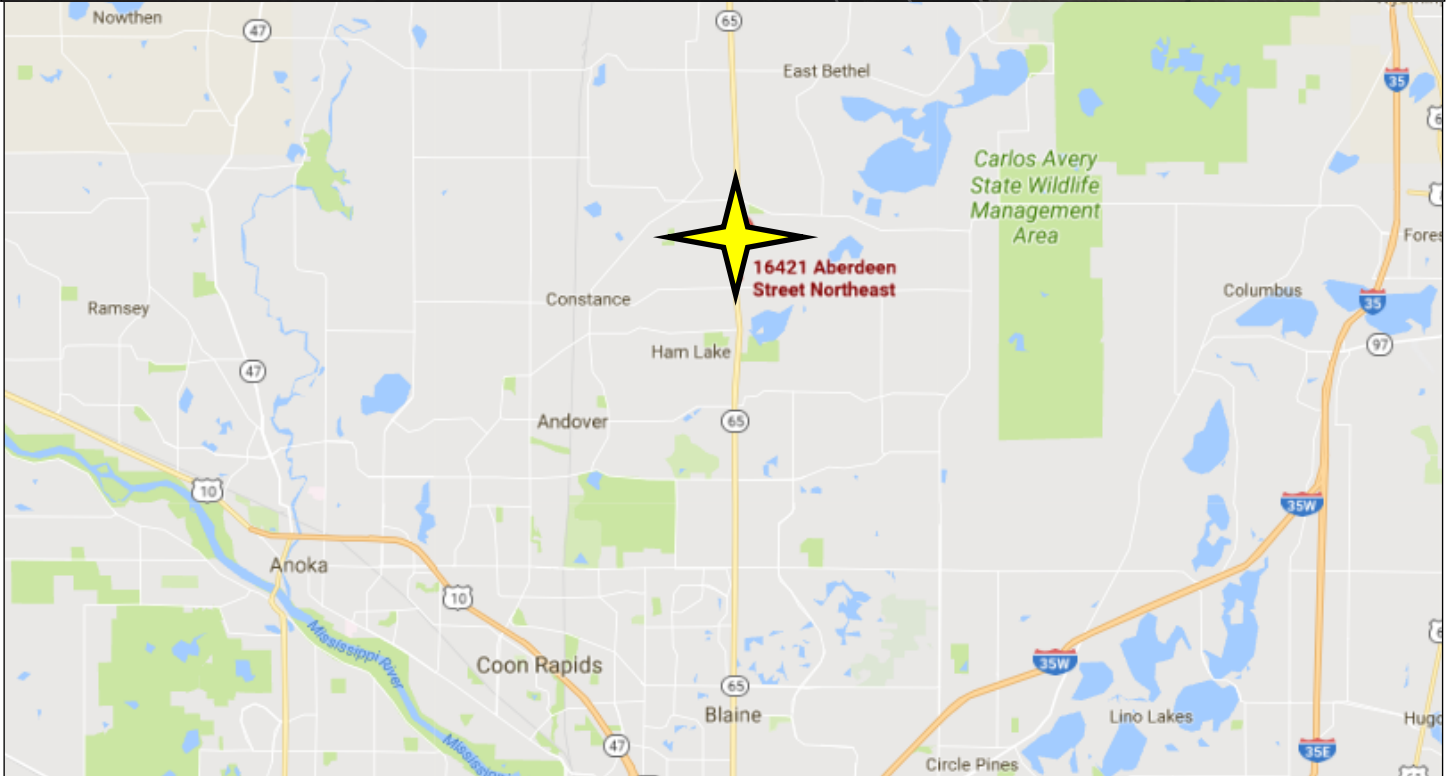 Nowthen
47
65
East Bethel
35
Carlos Avery
State Wildlife
Management
Area
16421 Aberdeen
Street Northeast
Constance
Ramsey
Columbus
35
97
Ham Lake
47
Andover
65
10
35W
Anoka
10
Mississippi River
Coon Rapids
35W
65
Blaine
Lino Lakes
47
35E
Circle Pines